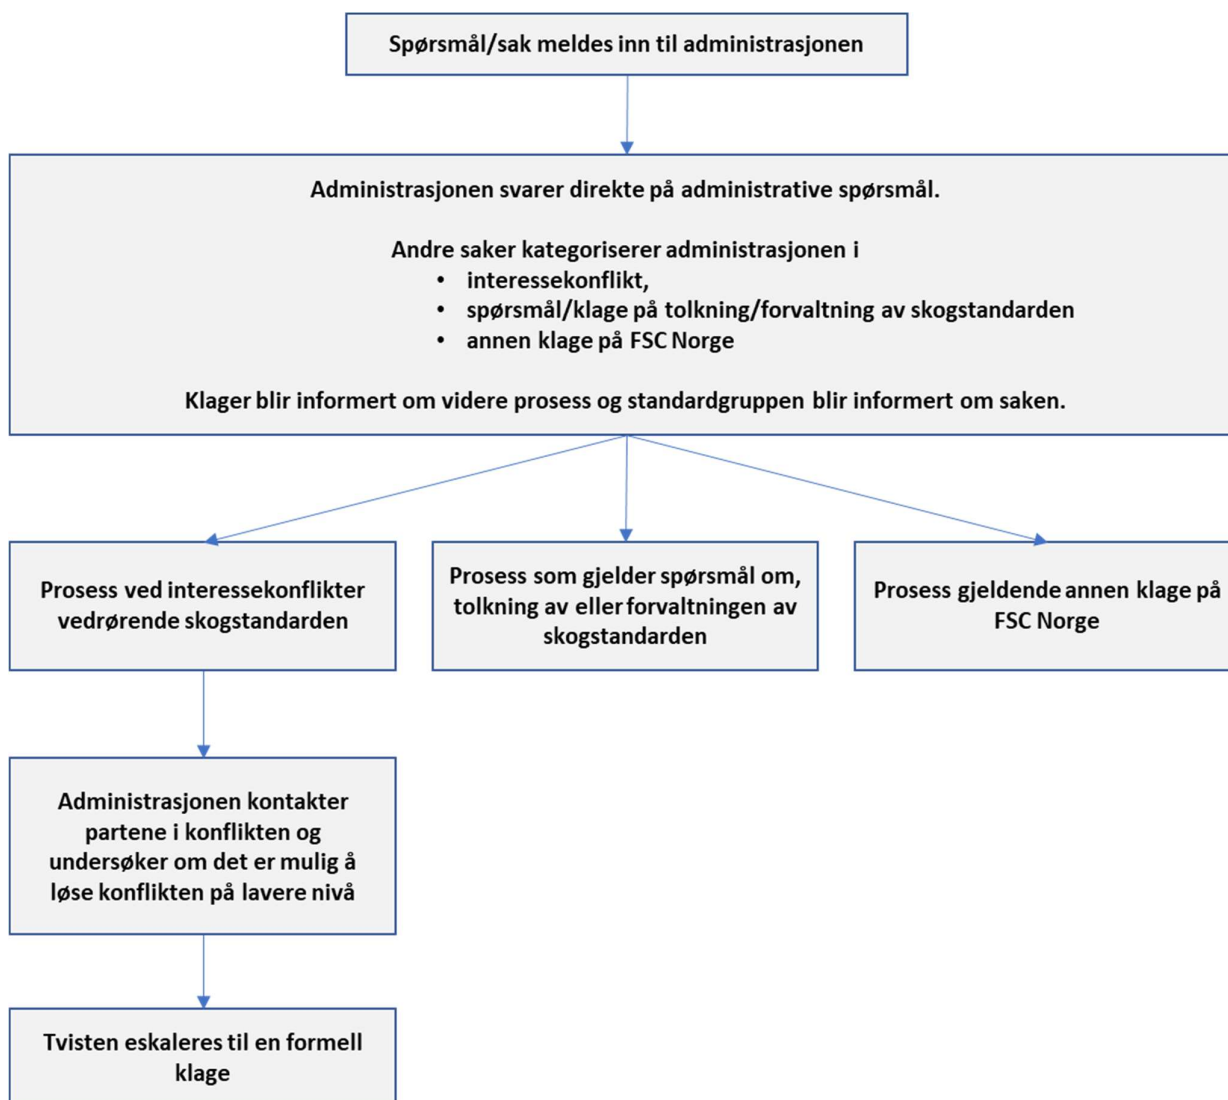 Spørsmål/sak meldes inn til administrasjonen
Administrasjonen svarer direkte på administrative spørsmål.
Andre saker kategoriserer administrasjonen i
• interessekonflikt,
• spørsmål/klage på tolkning/forvaltning av skogstandarden
• annen klage på FSC Norge
Klager blir informert om videre prosess og standardgruppen blir informert om saken.
Prosess ved interessekonflikter
vedrørende skogstandarden
Prosess som gjelder spørsmål om,
tolkning av eller forvaltningen av
skogstandarden
Prosess gjeldende annen klage på
FSC Norge
Administrasjonen kontakter
partene i konflikten og
undersøker om det er mulig å
løse konflikten på lavere nivå
Tvisten eskaleres til en formell
klage